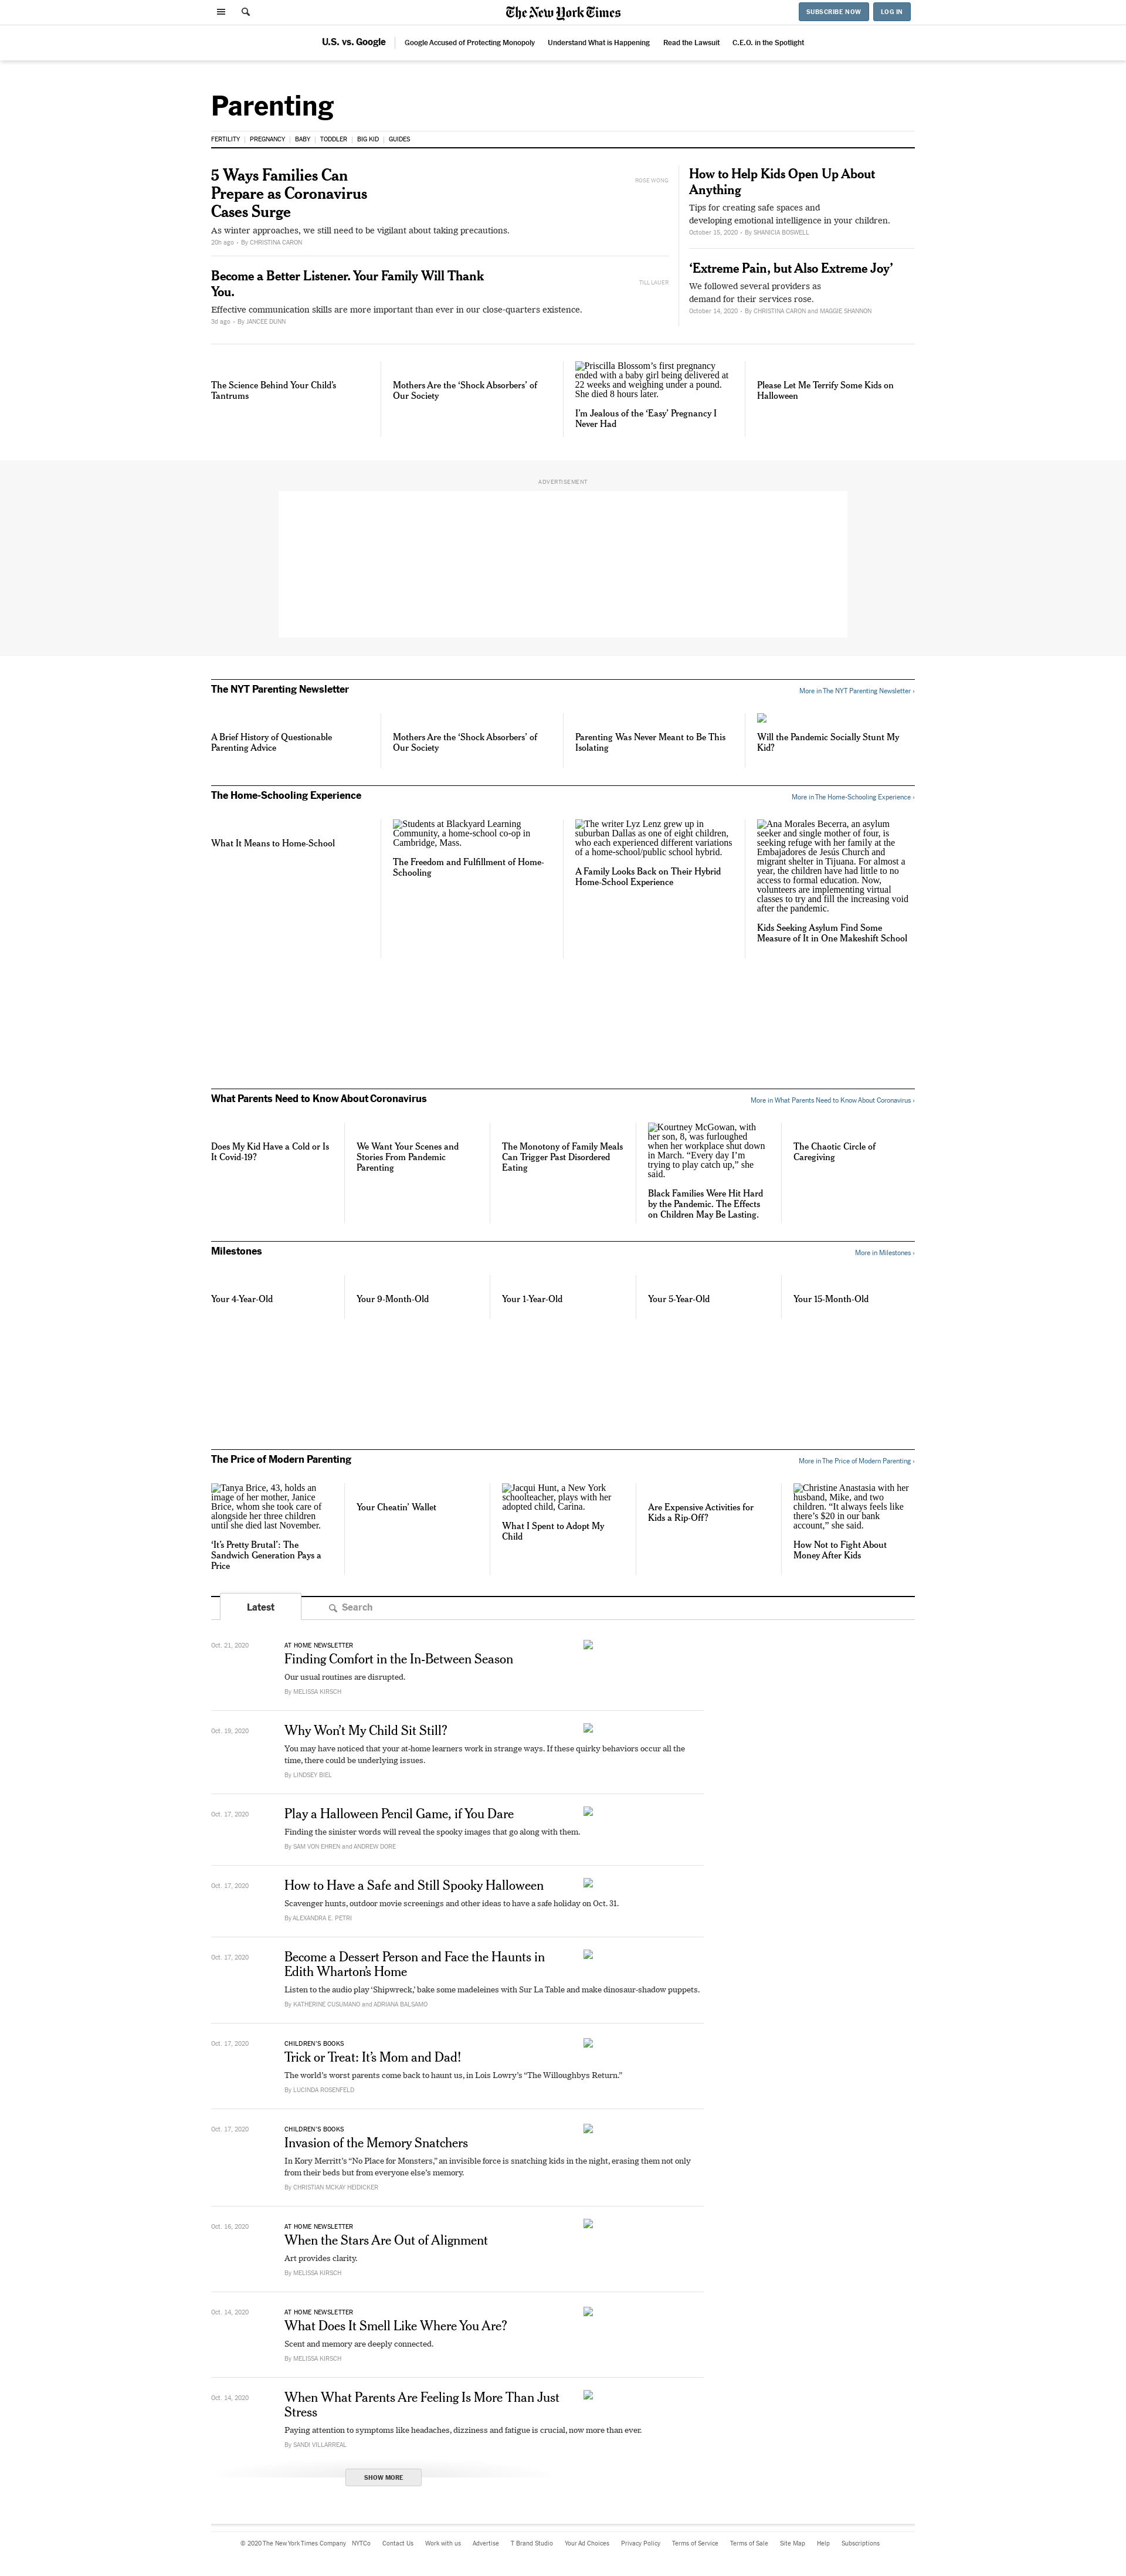 The New York Times
SUBSCRIBE NOW
LOG IN
U.S. vs. Google
Google Accused of Protecting Monopoly
Understand What is Happening
Read the Lawsuit
C.E.O. in the Spotlight
Parenting
FERTILITY
PREGNANCY
BABY
TODDLER
BIG KID
GUIDES
5 Ways Families Can
Prepare as Coronavirus
Cases Surge
ROSE WONG
As winter approaches, we still need to be vigilant about taking precautions.
20h ago • By CHRISTINA CARON
Become a Better Listener. Your Family Will Thank
You.
TILL LAUER
Effective communication skills are more important than ever in our close-quarters existence.
3d ago • By JANCEE DUNN
How to Help Kids Open Up About
Anything
Tips for creating safe spaces and
developing emotional intelligence in your children.
October 15, 2020 • By SHANICIA BOSWELL
‘Extreme Pain, but Also Extreme Joy’
We followed several providers as
demand for their services rose.
October 14, 2020 • By CHRISTINA CARON and MAGGIE SHANNON
The Science Behind Your Child’s
Tantrums
Mothers Are the ‘Shock Absorbers’ of
Our Society
Priscilla Blossom’s first pregnancy
ended with a baby girl being delivered at
22 weeks and weighing under a pound.
She died 8 hours later.
I’m Jealous of the ‘Easy’ Pregnancy I
Never Had
Please Let Me Terrify Some Kids on
Halloween
ADVERTISEMENT
The NYT Parenting Newsletter
More in The NYT Parenting Newsletter ›
A Brief History of Questionable
Parenting Advice
Mothers Are the ‘Shock Absorbers’ of
Our Society
Parenting Was Never Meant to Be This
Isolating
Will the Pandemic Socially Stunt My
Kid?
The Home-Schooling Experience
More in The Home-Schooling Experience ›
What It Means to Home-School
Students at Blackyard Learning
Community, a home-school co-op in
Cambridge, Mass.
The Freedom and Fulfillment of Home-
Schooling
The writer Lyz Lenz grew up in
suburban Dallas as one of eight children,
who each experienced different variations
of a home-school/public school hybrid.
A Family Looks Back on Their Hybrid
Home-School Experience
Ana Morales Becerra, an asylum
seeker and single mother of four, is
seeking refuge with her family at the
Embajadores de Jesús Church and
migrant shelter in Tijuana. For almost a
year, the children have had little to no
access to formal education. Now,
volunteers are implementing virtual
classes to try and fill the increasing void
after the pandemic.
Kids Seeking Asylum Find Some
Measure of It in One Makeshift School
What Parents Need to Know About Coronavirus
More in What Parents Need to Know About Coronavirus ›
Does My Kid Have a Cold or Is
It Covid-19?
We Want Your Scenes and
Stories From Pandemic
Parenting
The Monotony of Family Meals
Can Trigger Past Disordered
Eating
Kourtney McGowan, with
her son, 8, was furloughed
when her workplace shut down
in March. “Every day I’m
trying to play catch up,” she
said.
Black Families Were Hit Hard
by the Pandemic. The Effects
on Children May Be Lasting.
The Chaotic Circle of
Caregiving
Milestones
More in Milestones ›
Your 4-Year-Old
Your 9-Month-Old
Your 1-Year-Old
Your 5-Year-Old
Your 15-Month-Old
The Price of Modern Parenting
More in The Price of Modern Parenting ›
Tanya Brice, 43, holds an
image of her mother, Janice
Brice, whom she took care of
alongside her three children
until she died last November.
‘It’s Pretty Brutal’: The
Sandwich Generation Pays a
Price
Your Cheatin’ Wallet
Jacqui Hunt, a New York
schoolteacher, plays with her
adopted child, Carina.
What I Spent to Adopt My
Child
Are Expensive Activities for
Kids a Rip-Off?
Christine Anastasia with her
husband, Mike, and two
children. “It always feels like
there’s $20 in our bank
account,” she said.
How Not to Fight About
Money After Kids
Latest
Search
Oct. 21, 2020
AT HOME NEWSLETTER
Finding Comfort in the In-Between Season
Our usual routines are disrupted.
By MELISSA KIRSCH
Oct. 19, 2020
Why Won’t My Child Sit Still?
You may have noticed that your at-home learners work in strange ways. If these quirky behaviors occur all the
time, there could be underlying issues.
By LINDSEY BIEL
Oct. 17, 2020
Play a Halloween Pencil Game, if You Dare
Finding the sinister words will reveal the spooky images that go along with them.
By SAM VON EHREN and ANDREW DORE
Oct. 17, 2020
How to Have a Safe and Still Spooky Halloween
Scavenger hunts, outdoor movie screenings and other ideas to have a safe holiday on Oct. 31.
By ALEXANDRA E. PETRI
Oct. 17, 2020
Become a Dessert Person and Face the Haunts in
Edith Wharton’s Home
Listen to the audio play ‘Shipwreck,’ bake some madeleines with Sur La Table and make dinosaur-shadow puppets.
By KATHERINE CUSUMANO and ADRIANA BALSAMO
Oct. 17, 2020
CHILDREN’S BOOKS
Trick or Treat: It’s Mom and Dad!
The world’s worst parents come back to haunt us, in Lois Lowry’s “The Willoughbys Return.”
By LUCINDA ROSENFELD
Oct. 17, 2020
CHILDREN’S BOOKS
Invasion of the Memory Snatchers
In Kory Merritt’s “No Place for Monsters,” an invisible force is snatching kids in the night, erasing them not only
from their beds but from everyone else’s memory.
By CHRISTIAN MCKAY HEIDICKER
Oct. 16, 2020
AT HOME NEWSLETTER
When the Stars Are Out of Alignment
Art provides clarity.
By MELISSA KIRSCH
Oct. 14, 2020
AT HOME NEWSLETTER
What Does It Smell Like Where You Are?
Scent and memory are deeply connected.
By MELISSA KIRSCH
Oct. 14, 2020
When What Parents Are Feeling Is More Than Just
Stress
Paying attention to symptoms like headaches, dizziness and fatigue is crucial, now more than ever.
By SANDI VILLARREAL
SHOW MORE
© 2020 The New York Times Company
NYTCo
Contact Us
Work with us
Advertise
T Brand Studio
Your Ad Choices
Privacy Policy
Terms of Service
Terms of Sale
Site Map
Help
Subscriptions